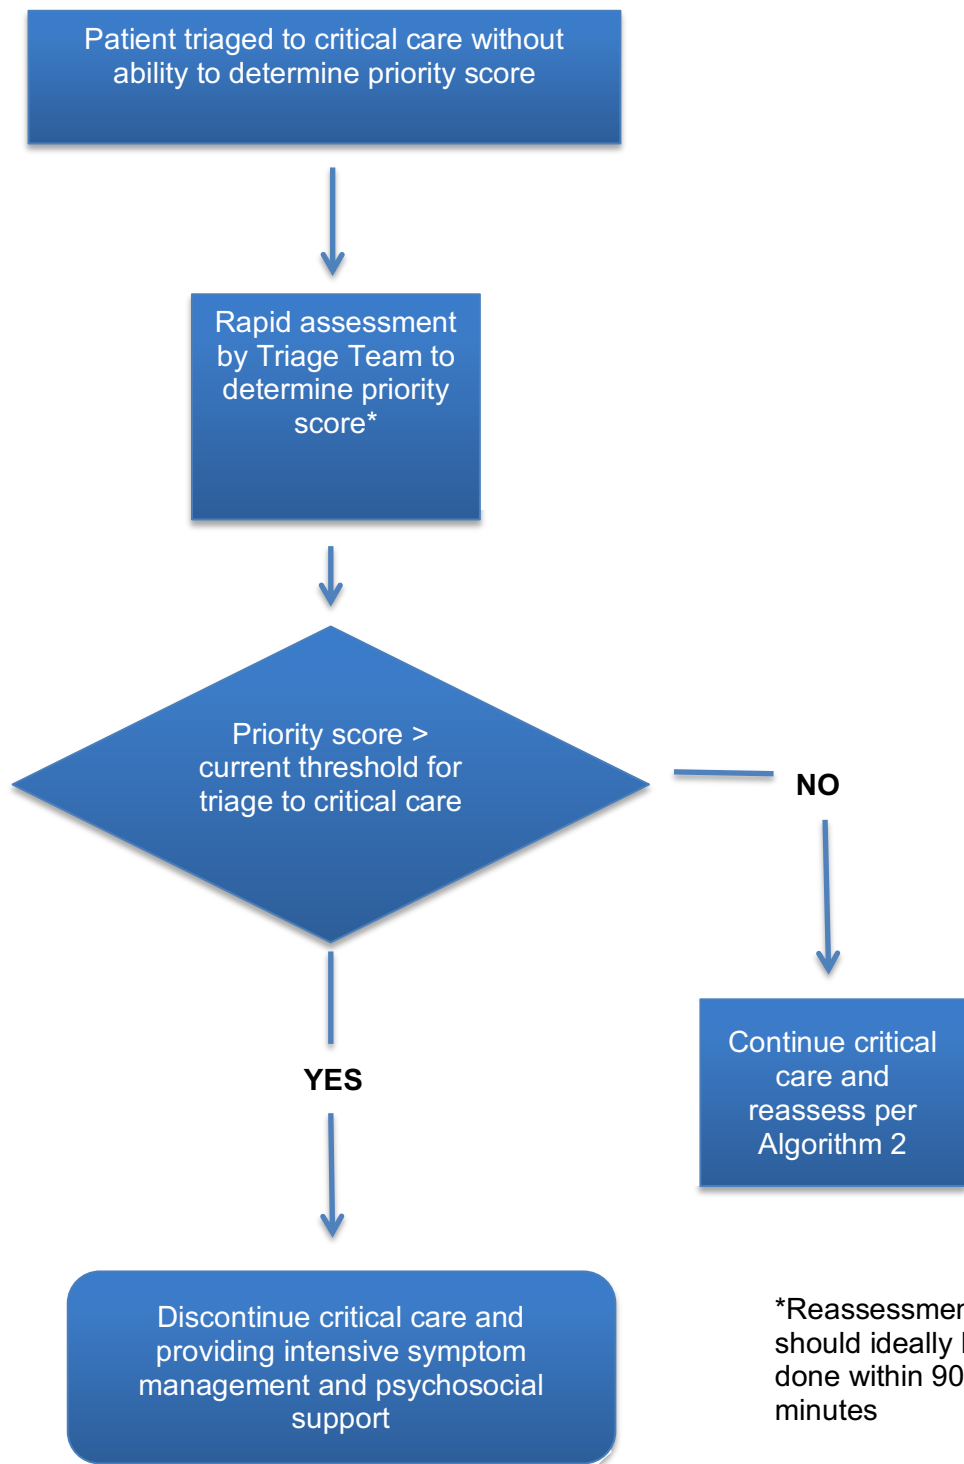 Patient triaged to critical care without
ability to determine priority score
Rapid assessment
by Triage Team to
determine priority
score*
Priority score >
current threshold for
triage to critical care
NO
YES
Continue critical
care and
reassess per
Algorithm 2
Discontinue critical care and
providing intensive symptom
management and psychosocial
support
should ideally
done within 90
minutes